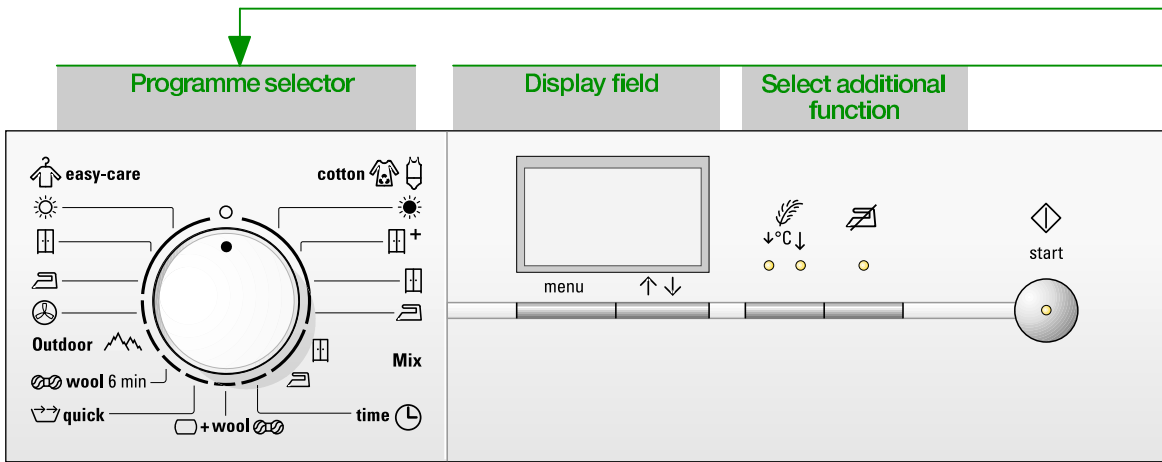 Programme selector
Display field
Select additional
function
easy-care
cotton
+
°C
menu
start
Outdoor
Mix
wool 6 min
quick
+ wool
time